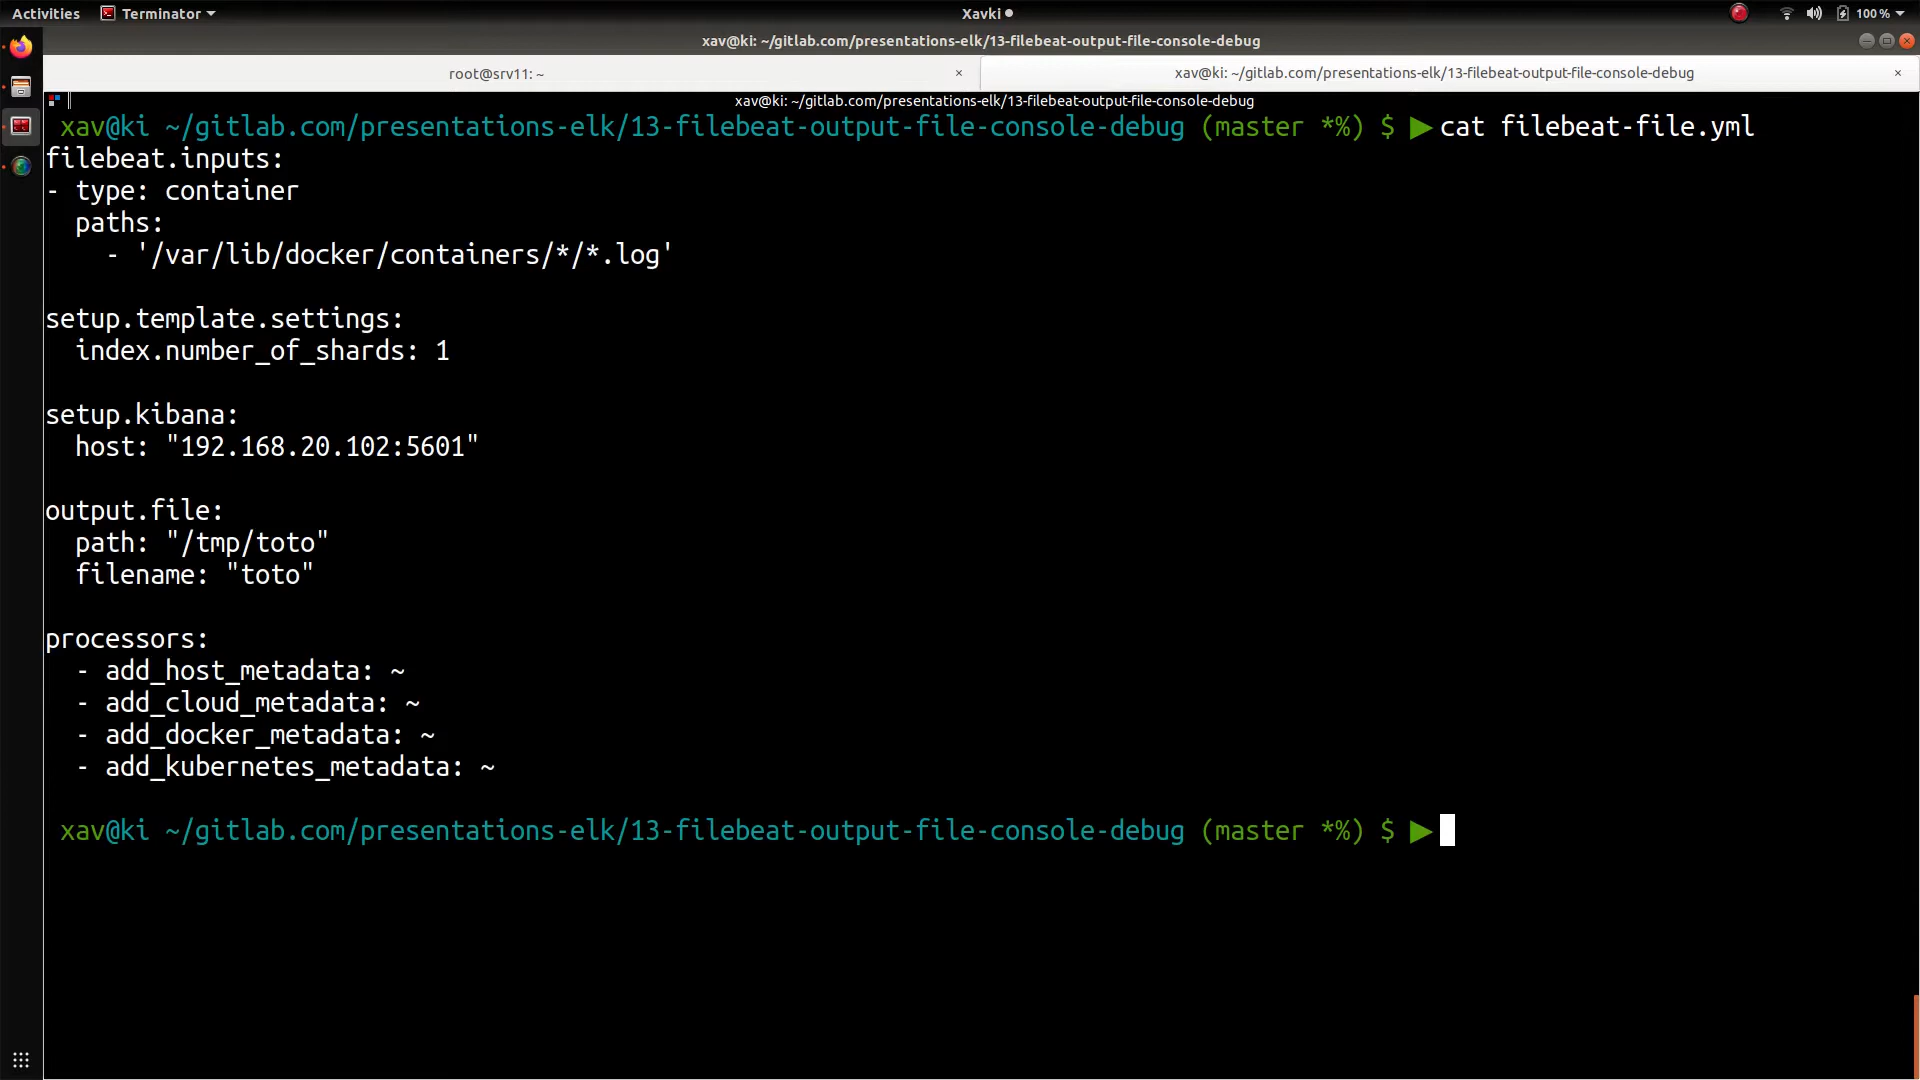 Activities Terminator Xavki 100 %
xav@ki: ~/gitlab.com/presentations-elk/13-filebeat-output-file-console-debug
root@srv11: ~ × xav@ki: ~/gitlab.com/presentations-elk/13-filebeat-output-file-console-debug ×
xav@ki: ~/gitlab.com/presentations-elk/13-filebeat-output-file-console-debug
xav@ki ~/gitlab.com/presentations-elk/13-filebeat-output-file-console-debug (master *%) $ ▶cat filebeat-file.yml
filebeat.inputs:
- type: container
  paths:
    - '/var/lib/docker/containers/*/*.log'
setup.template.settings:
  index.number_of_shards: 1
setup.kibana:
  host: "192.168.20.102:5601"
output.file:
  path: "/tmp/toto"
  filename: "toto"
processors:
  - add_host_metadata: ~
  - add_cloud_metadata: ~
  - add_docker_metadata: ~
  - add_kubernetes_metadata: ~
xav@ki ~/gitlab.com/presentations-elk/13-filebeat-output-file-console-debug (master *%) $ ▶